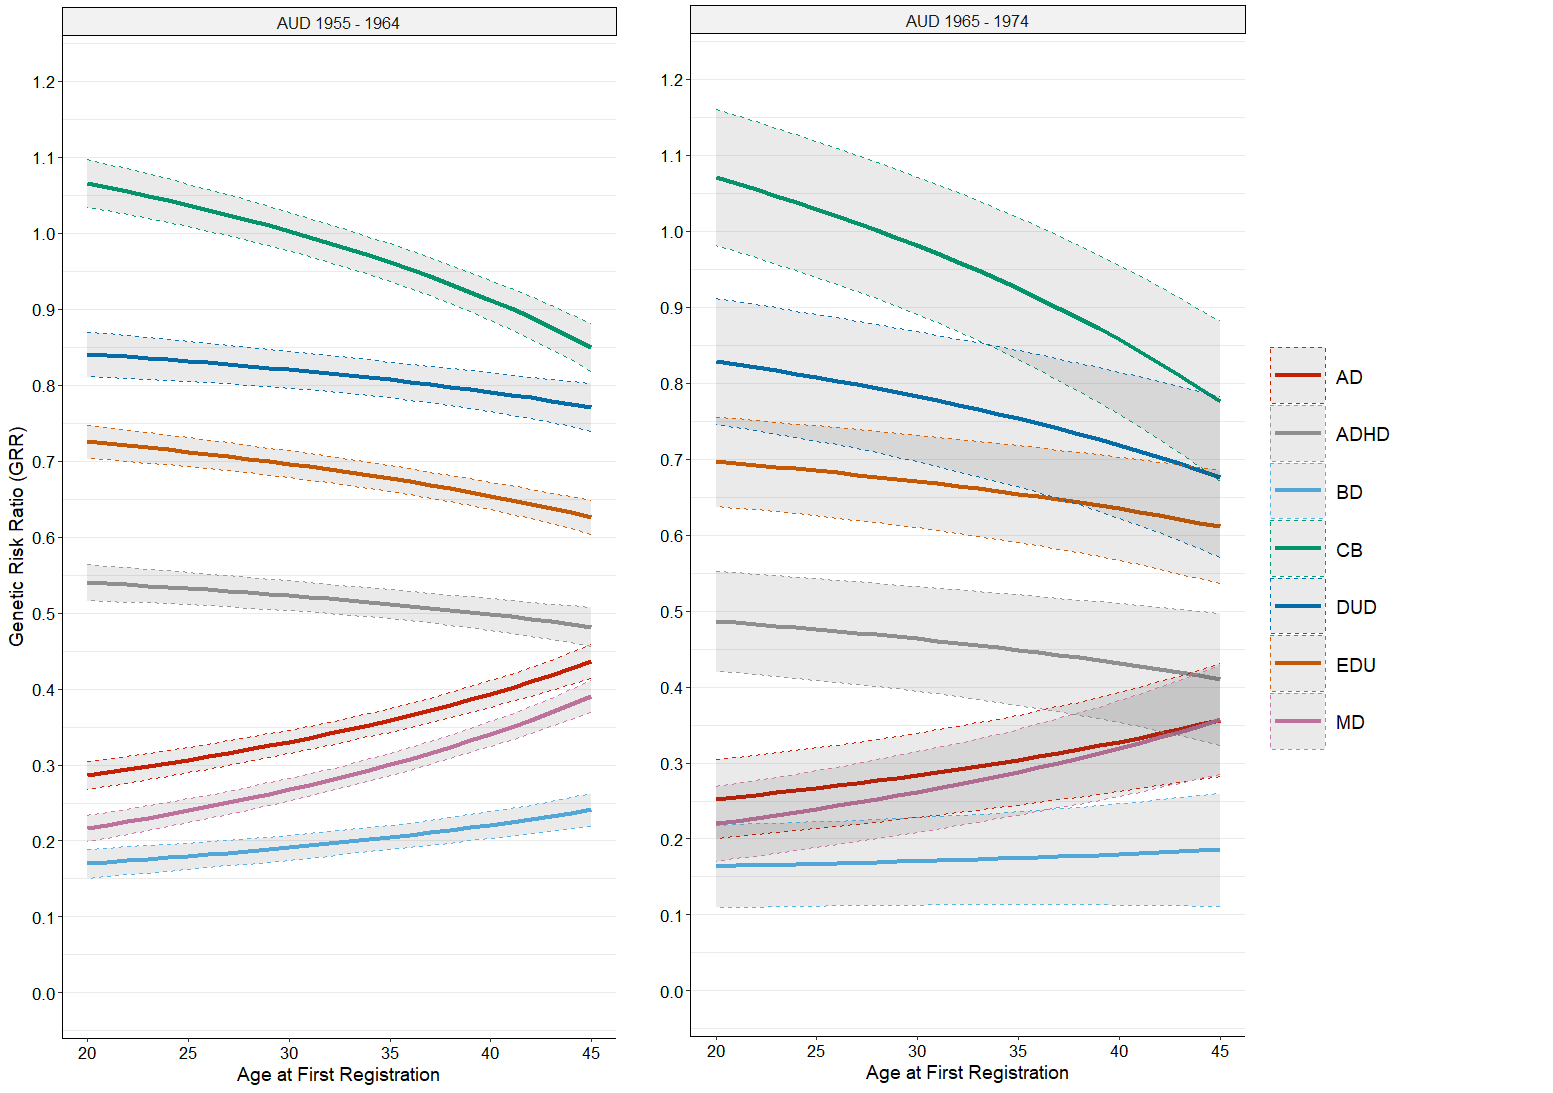 AUD 1955 - 1964
AUD 1965 - 1974
Genetic Risk Ratio (GRR)
1.2
1.1
1.0
0.9
0.8
0.7
0.6
0.5
0.4
0.3
0.2
0.1
0.0
20 25 30 35 40 45
Age at First Registration
1.2
1.1
1.0
0.9
0.8
0.7
0.6
0.5
0.4
0.3
0.2
0.1
0.0
20 25 30 35 40 45
Age at First Registration
AD
ADHD
BD
CB
DUD
EDU
MD